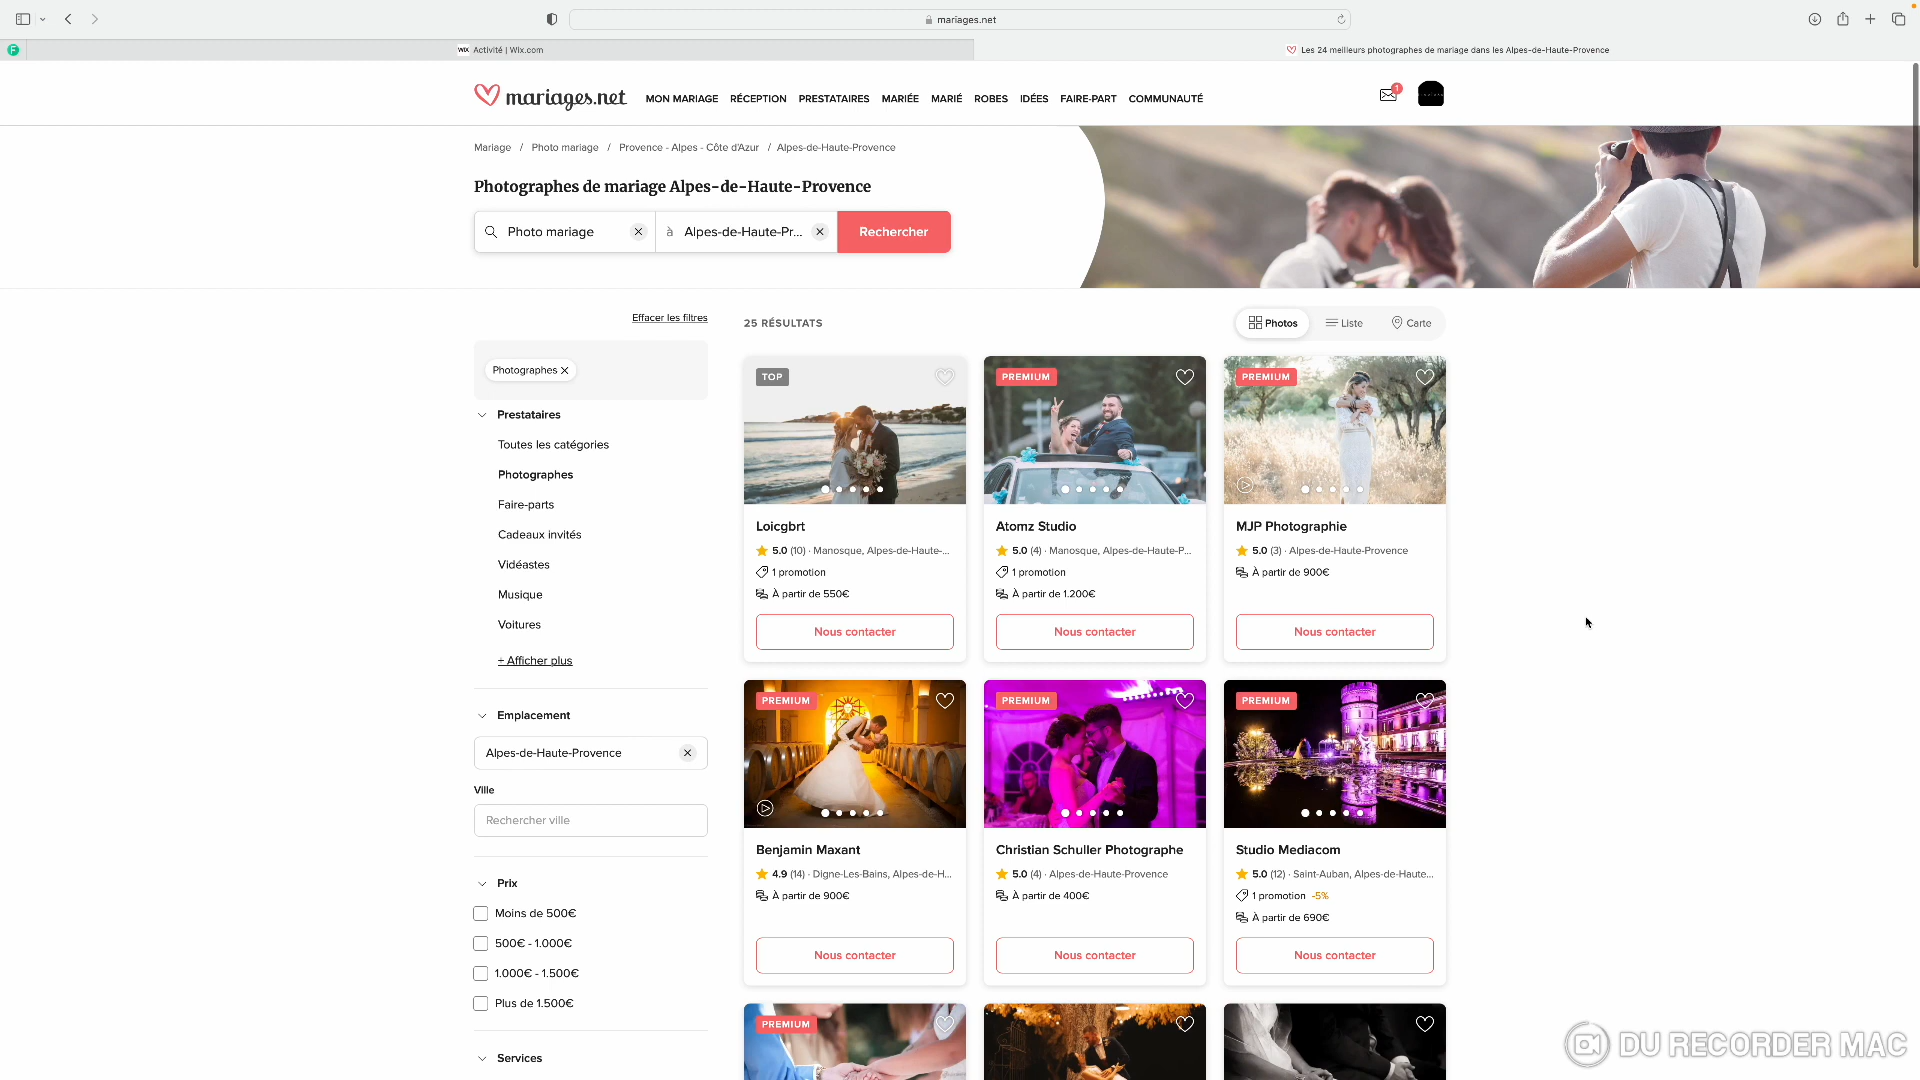 mariages.net
F
WIX Activité | Wix.com
Les 24 meilleurs photographes de mariage dans les Alpes-de-Haute-Provence
mariages.net
MON MARIAGE RÉCEPTION PRESTATAIRES MARIÉE MARIÉ ROBES IDÉES FAIRE-PART COMMUNAUTÉ
1
Mariage / Photo mariage / Provence - Alpes - Côte d'Azur / Alpes-de-Haute-Provence
Photographes de mariage Alpes-de-Haute-Provence
Photo mariage à Alpes-de-Haute-Pr... Rechercher
Effacer les filtres
25 RÉSULTATS
Photos Liste Carte
Photographes
Prestataires
Toutes les catégories
Photographes
Faire-parts
Cadeaux invités
Vidéastes
Musique
Voitures
+ Afficher plus
Emplacement
Alpes-de-Haute-Provence
Ville
Rechercher ville
Prix
Moins de 500€
500€ - 1.000€
1.000€ - 1.500€
Plus de 1.500€
Services
TOP
Loicgbrt
5.0 (10) · Manosque, Alpes-de-Haute-...
1 promotion
À partir de 550€
Nous contacter
PREMIUM
Atomz Studio
5.0 (4) · Manosque, Alpes-de-Haute-P...
1 promotion
À partir de 1.200€
Nous contacter
PREMIUM
MJP Photographie
5.0 (3) · Alpes-de-Haute-Provence
À partir de 900€
Nous contacter
PREMIUM
Benjamin Maxant
4.9 (14) · Digne-Les-Bains, Alpes-de-H...
À partir de 900€
Nous contacter
PREMIUM
Christian Schuller Photographe
5.0 (4) · Alpes-de-Haute-Provence
À partir de 400€
Nous contacter
PREMIUM
Studio Mediacom
5.0 (12) · Saint-Auban, Alpes-de-Haute...
1 promotion -5%
À partir de 690€
Nous contacter
PREMIUM
DU RECORDER MAC